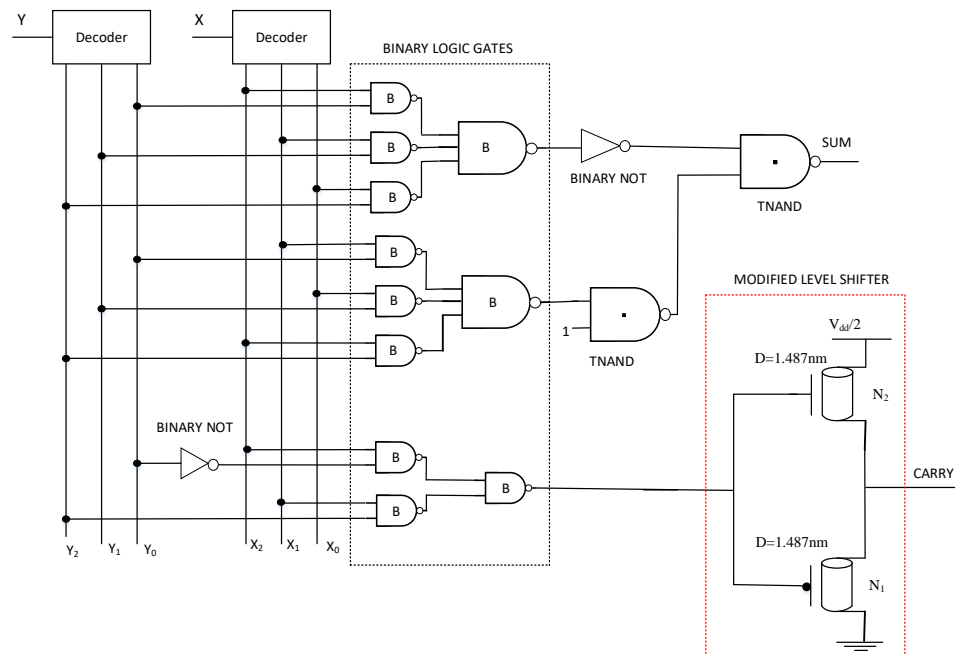 Y
X
Decoder
Decoder
BINARY LOGIC GATES
B
B
B
B
SUM
BINARY NOT
TNAND
B
B
B
B
1
TNAND
MODIFIED LEVEL SHIFTER
Vdd/2
D=1.487nm
N2
BINARY NOT
B
B
B
CARRY
D=1.487nm
N1
Y2
Y1
Y0
X2
X1
X0